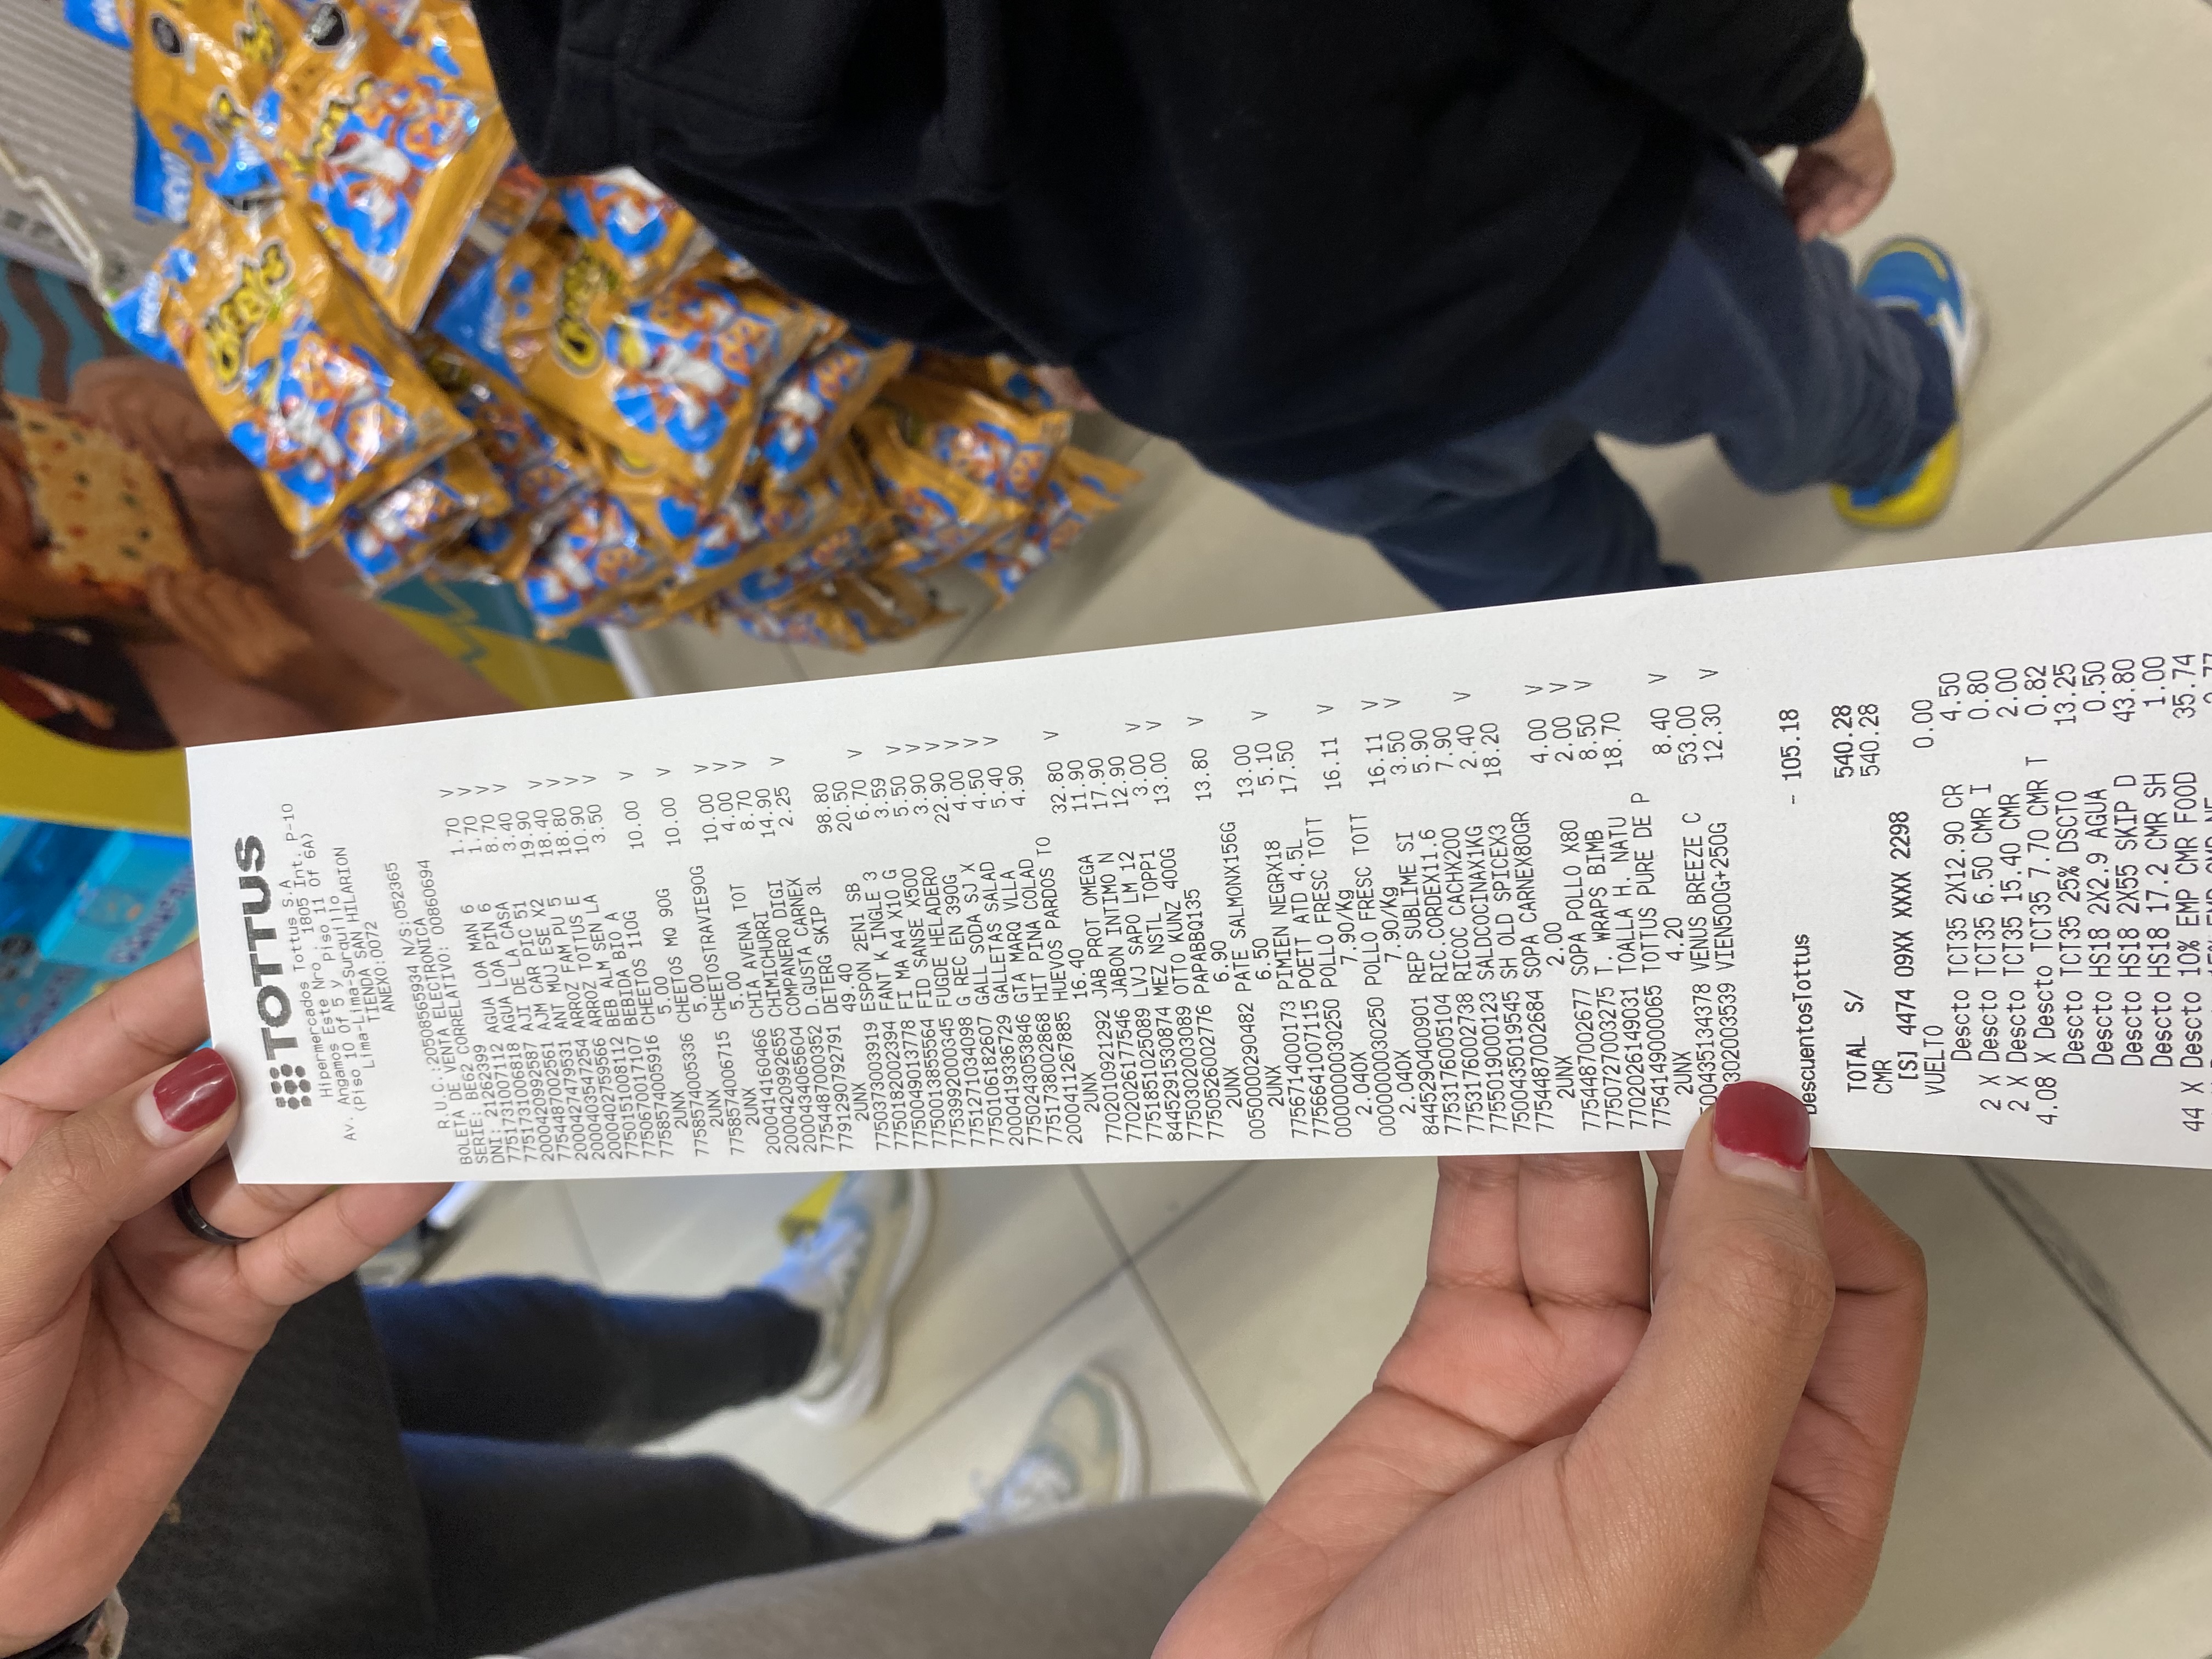 TOTTUS
Hipermercados Tottus S.A
Av. Angamos Este Nro . 1805 Int. P-10
(Piso 10 Of 5 y Piso 11 Of 6A)
Lima-Lima-Surquillo
TIENDA SAN HILARION
ANEXO:0072
R.U.C.:20508565934 N/S:052365
BOLETA DE VENTA ELECTRONICA
SERIE: BE62 CORRELATIVO: 00860694
DNI: 21262399
7751731007112 AGUA LOA MAN 6 1.70 V
7751731006818 AGUA LOA PIN 6 1.70 V
2000420992587 AJI DE LA CASA 8.70 V
7754487002561 AJM CAR PIC 51 3.40 V
2000427479531 ANT MUJ ESE X2 19.90
2000403547254 ARROZ FAM PU 5 18.40 V
2000402759566 ARROZ TOTTUS E 18.80 V
7750151008112 BEB ALM SEN LA 10.90 V
7750670017107 BEBIDA BIO A 3.50 V
7758574005916 CHEETOS 110G
2UNX 5.00 10.00 V
7758574005336 CHEETOS MQ 90G
2UNX 5.00 10.00 V
7758574006715 CHEETOSTRAVIE90G
2UNX 5.00 10.00 V
2000414160466 CHIA AVENA TOT 4.00 V
2000420992655 CHIMICHURRI 8.70 V
2000434065604 COMPANERO DIGI 14.90
7754487000352 D.GUSTA CARNEX 2.25 V
7791290792791 DETERG SKIP 3L
2UNX 49.40 98.80
7750373003919 ESPON 2EN1 SB 20.50
7750182002394 FANT K INGLE 3 6.70 V
7750049013778 FI MA A4 X10 G 3.59
7750013855564 FID SANSE X500 5.50 V
7753992000345 FUGDE HELADERO 3.90 V
7751271034098 G REC EN 390G 22.90 V
7750106182607 GALL SODA SJ X 4.00 V
2000419336729 GALLETAS SALAD 4.50 V
7750243053846 GTA MARQ VLLA 5.40 V
7751738002868 HIT PINA COLAD 4.90
2000411267885 HUEVOS PARDOS TO
2UNX 16.40 32.80 V
7702010921292 JAB PROT OMEGA 11.90
7702026177546 JABON INTIMO N 17.90
7751851025089 LVJ SAPO LM 12 12.90
8445291530874 MEZ NSTL TOPP1 3.00 V
7750302003089 OTTO KUNZ 400G 13.00 V
7750526002776 PAPABBQ135
2UNX 6.90 13.80 V
0050000290482 PATE SALMONX156G
2UNX 6.50 13.00
7756714000173 PIMIEN NEGRX18 5.10 V
7756641007115 POETT ATD 4.5L 17.50
0000000030250 POLLO FRESC TOTT
2.040X 7.90/Kg 16.11 V
0000000030250 POLLO FRESC TOTT
2.040X 7.90/Kg 16.11 V
8445290400901 REP SUBLIME SI 3.50 V
7753176005104 RIC.CORDEX11.6 5.90
7753176002738 RICOC CACHX200 7.90
7755019000123 SALDCOCINAX1KG 2.40 V
7500435019545 SH OLD SPICEX3 18.20
7754487002684 SOPA CARNEX80GR
2UNX 2.00 4.00 V
7754487002677 SOPA POLLO X80 2.00 V
7750727003275 T. WRAPS BIMB 8.50 V
7702026149031 TOALLA H. NATU 18.70
7754149000065 TOTTUS PURE DE P
2UNX 4.20 8.40 V
00435134378 VENUS BREEZE C 53.00
302003539 VIEN500G+250G 12.30 V
DescuentosTottus - 105.18
TOTAL S/ 540.28
CMR 540.28
[S] 4474 09XX XXXX 2298
VUELTO 0.00
Descto TCT35 2X12.90 CR 4.50
2 X Descto TCT35 6.50 CMR I 0.80
2 X Descto TCT35 15.40 CMR 2.00
4.08 X Descto TCT35 7.70 CMR T 0.82
Descto TCT35 25% DSCTO 13.25
Descto HS18 2X2.9 AGUA 0.50
Descto HS18 2X55 SKIP D 43.80
Descto HS18 17.2 CMR SH 1.00
44 X Descto 10% EMP CMR FOOD 35.74
Cheetos
Cheetos